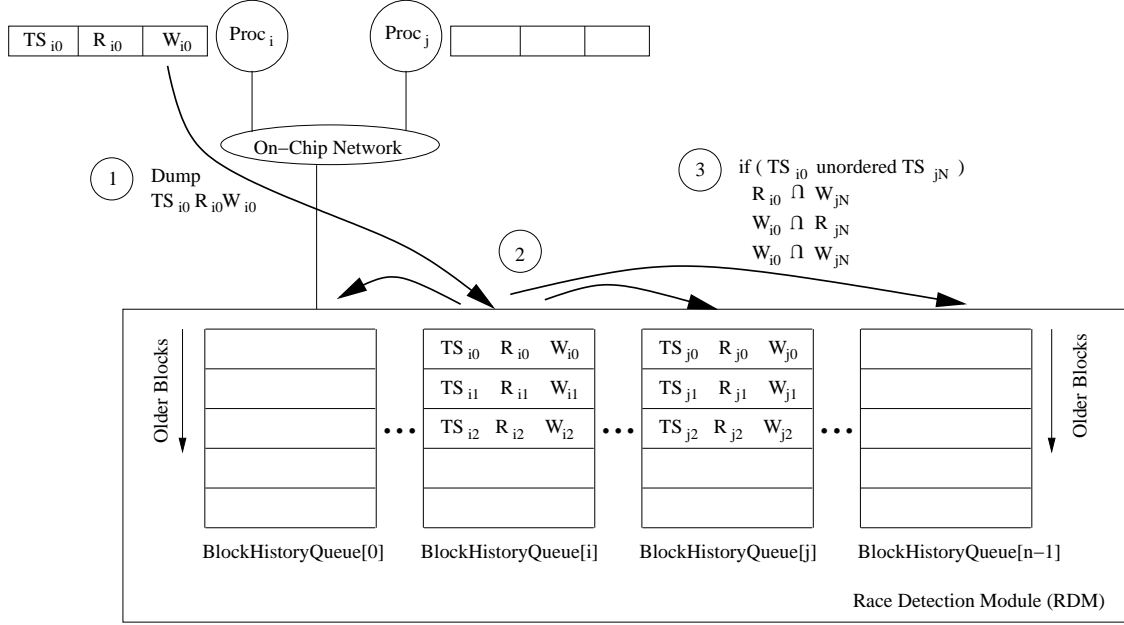 TS i0 R i0 W i0 Proc i Proc j
On−Chip Network
1 Dump
TS i0 R i0 W i0
2
3 if ( TS i0 unordered TS jN )
R i0 ∩ W jN
W i0 ∩ R jN
W i0 ∩ W jN
Older Blocks
TS i0 R i0 W i0 TS j0 R j0 W j0
TS i1 R i1 W i1 TS j1 R j1 W j1
TS i2 R i2 W i2 TS j2 R j2 W j2
... ... ...
Older Blocks
BlockHistoryQueue[0] BlockHistoryQueue[i] BlockHistoryQueue[j] BlockHistoryQueue[n−1]
Race Detection Module (RDM)